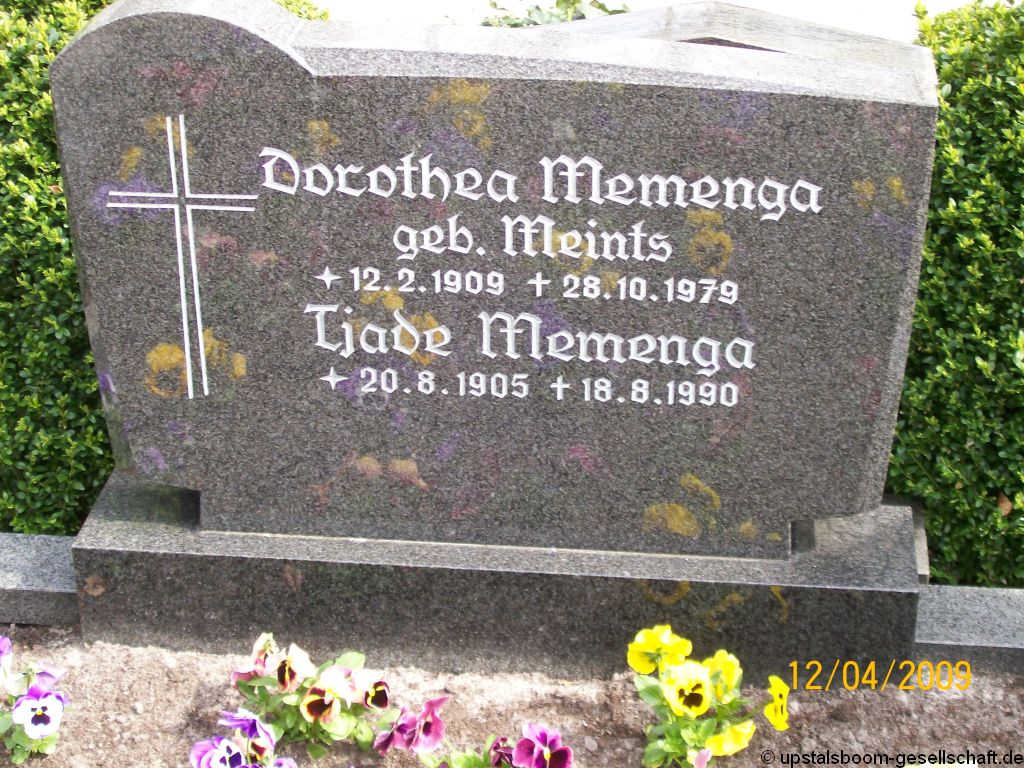 Dorothea Memenga
geb. Meints
✦ 12.2.1909 ✝ 28.10.1979
Tjade Memenga
✦ 20.8.1905 ✝ 18.8.1990
12/04/2009
© upstalsboom-gesellschaft.de